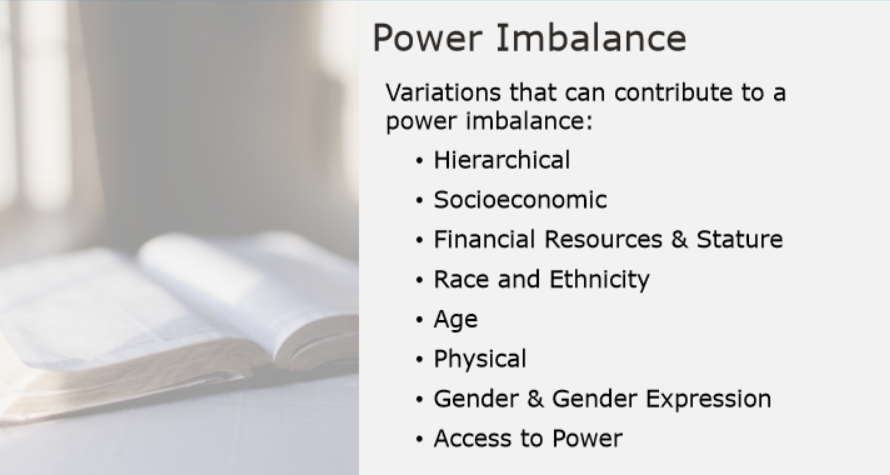 Power Imbalance
Variations that can contribute to a
power imbalance:
• Hierarchical
• Socioeconomic
• Financial Resources & Stature
• Race and Ethnicity
• Age
• Physical
• Gender & Gender Expression
• Access to Power